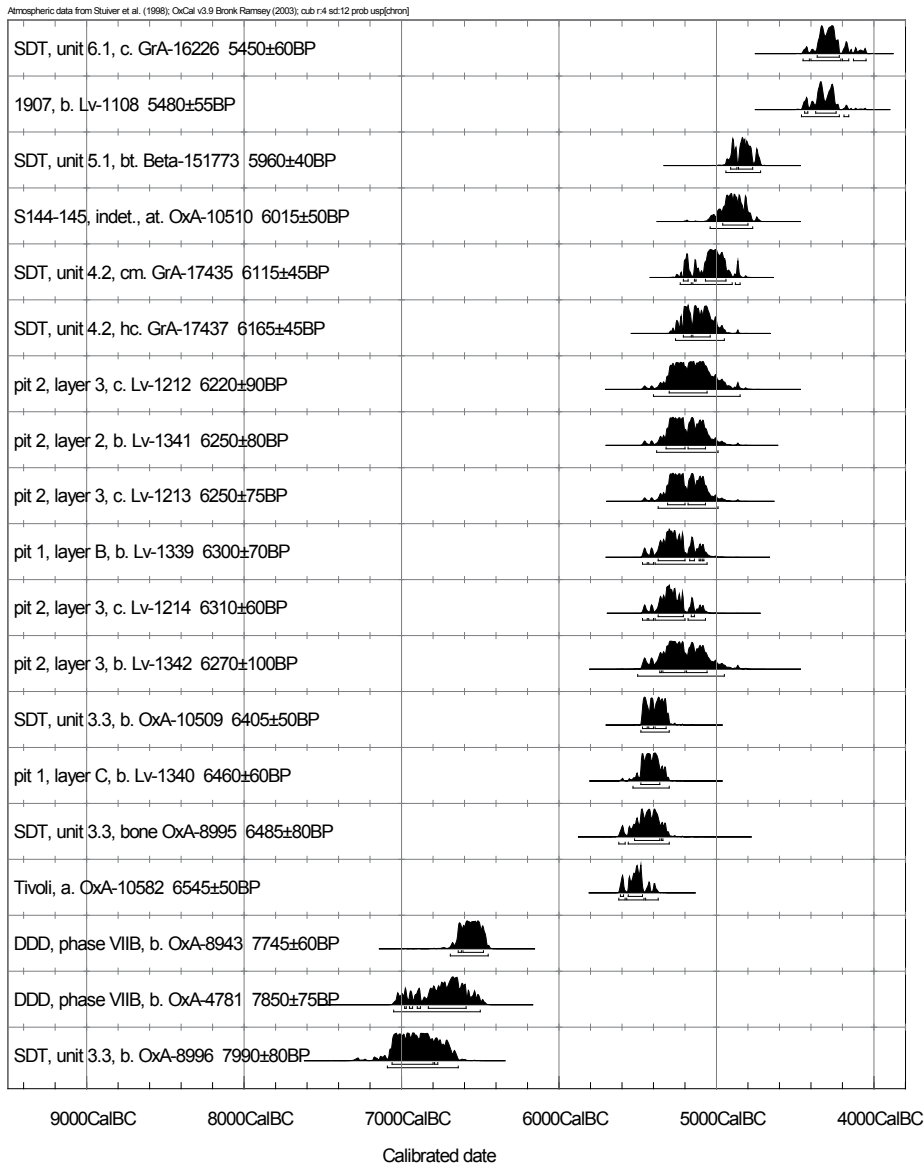 Atmospheric data from Stuiver et al. (1998); OxCal v3.9 Bronk Ramsey (2003); cub r:4 sd:12 prob usp[chron]
SDT, unit 6.1, c. GrA-16226 5450±60BP
1907, b. Lv-1108 5480±55BP
SDT, unit 5.1, bt. Beta-151773 5960±40BP
S144-145, indet., at. OxA-10510 6015±50BP
SDT, unit 4.2, cm. GrA-17435 6115±45BP
SDT, unit 4.2, hc. GrA-17437 6165±45BP
pit 2, layer 3, c. Lv-1212 6220±90BP
pit 2, layer 2, b. Lv-1341 6250±80BP
pit 2, layer 3, c. Lv-1213 6250±75BP
pit 1, layer B, b. Lv-1339 6300±70BP
pit 2, layer 3, c. Lv-1214 6310±60BP
pit 2, layer 3, b. Lv-1342 6270±100BP
SDT, unit 3.3, b. OxA-10509 6405±50BP
pit 1, layer C, b. Lv-1340 6460±60BP
SDT, unit 3.3, bone OxA-8995 6485±80BP
Tivoli, a. OxA-10582 6545±50BP
DDD, phase VIIB, b. OxA-8943 7745±60BP
DDD, phase VIIB, b. OxA-4781 7850±75BP
SDT, unit 3.3, b. OxA-8996 7990±80BP
9000CalBC 8000CalBC 7000CalBC 6000CalBC 5000CalBC 4000CalBC
Calibrated date